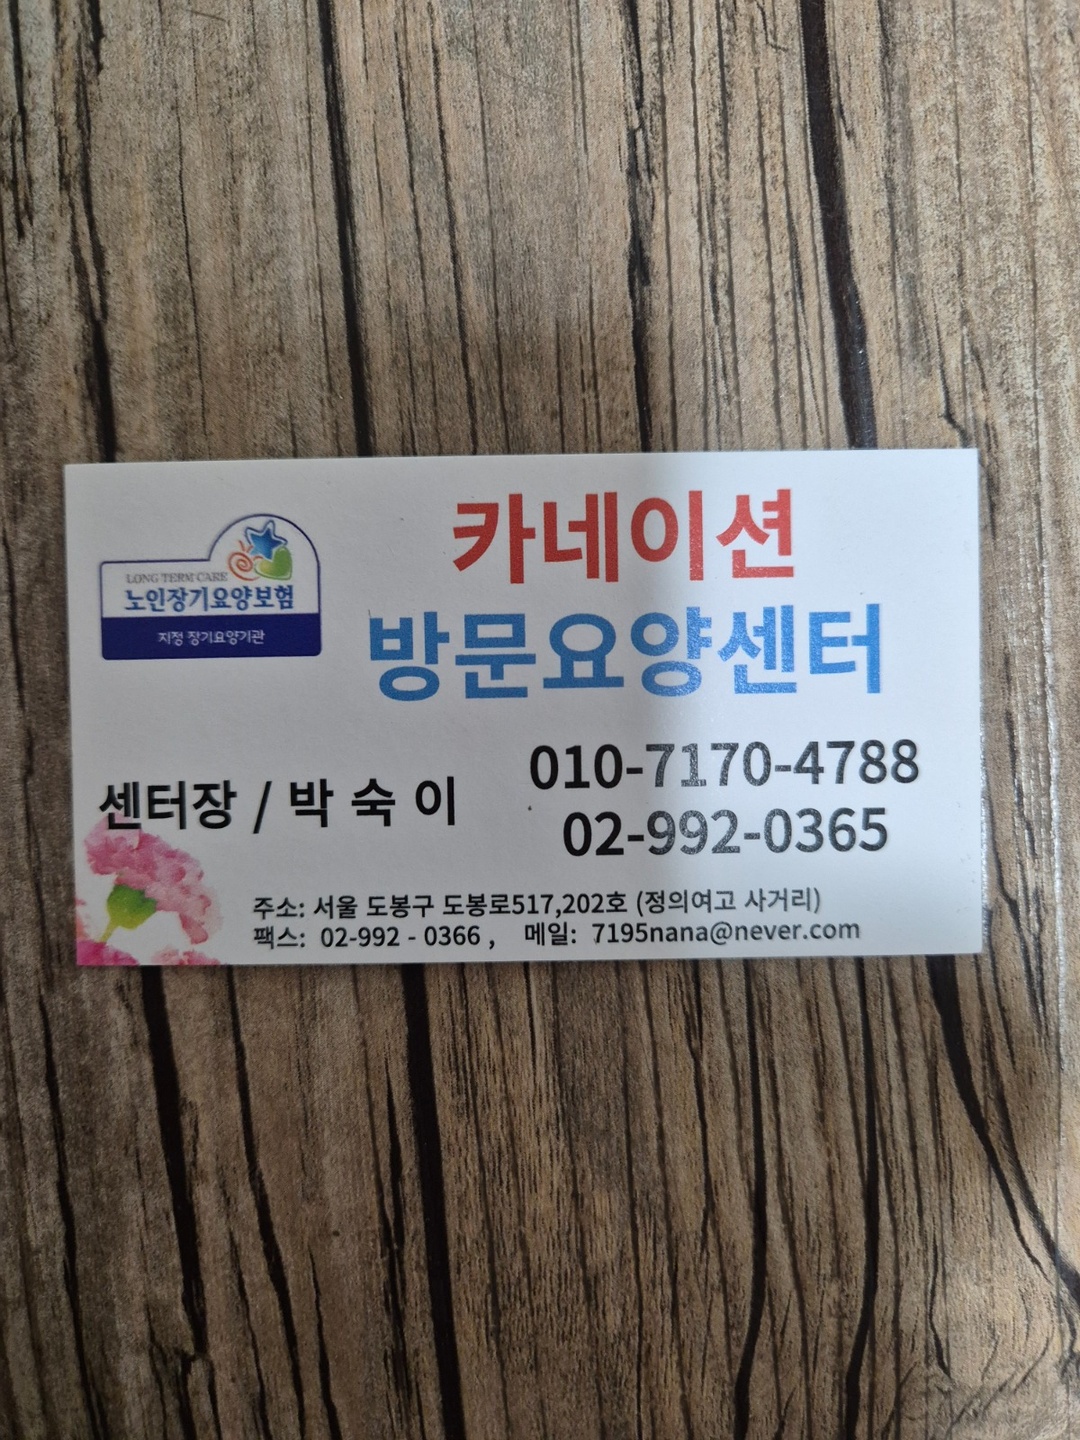 카네이션
방문요양센터
LONG TERM CARE
노인장기요양보험
지정 장기요양기관
센터장 / 박 숙 이
010-7170-4788
02-992-0365
주소: 서울 도봉구 도봉로517,202호 (정의여고 사거리)
팩스: 02-992 - 0366 , 메일: 7195nana@never.com